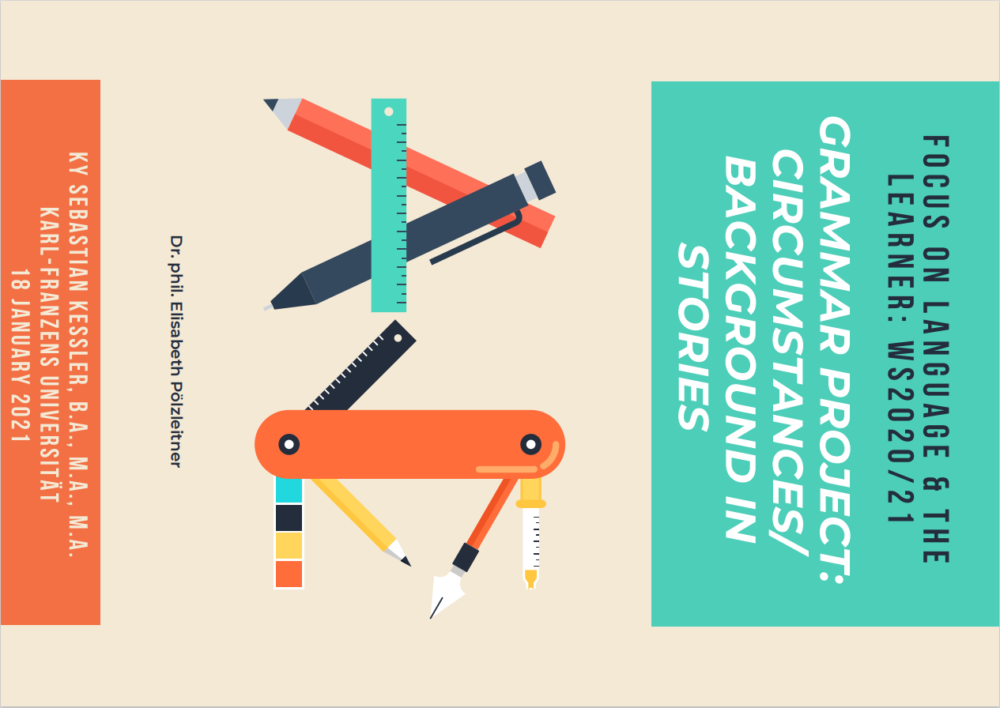 FOCUS ON LANGUAGE & THE
LEARNER: WS2020/21
GRAMMAR PROJECT:
CIRCUMSTANCES/
BACKGROUND IN
STORIES
Dr. phil. Elisabeth Pölzleitner
KY SEBASTIAN KESSLER, B.A., M.A., M.A.
KARL-FRANZENS UNIVERSITÄT
18 JANUARY 2021